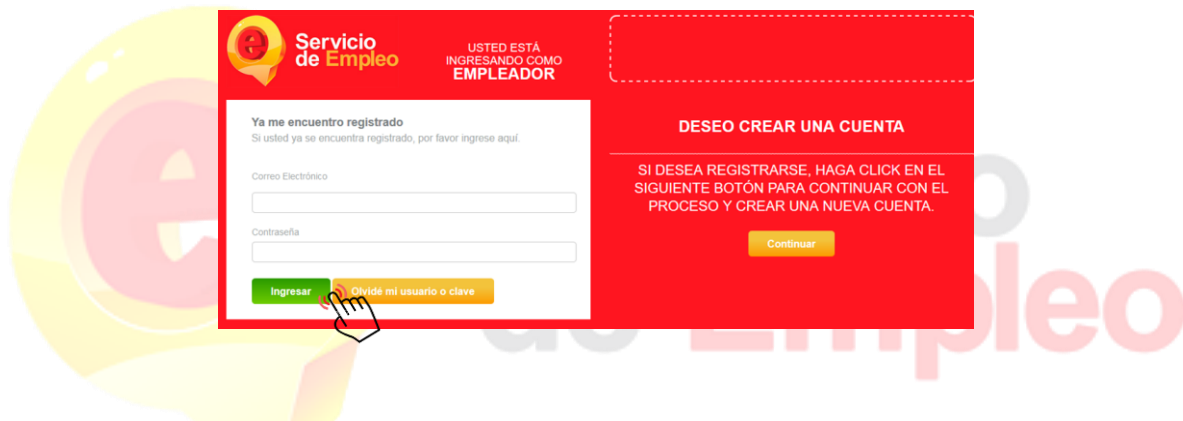 e
Servicio
de Empleo
USTED ESTÁ
INGRESANDO COMO
EMPLEADOR
Ya me encuentro registrado
Si usted ya se encuentra registrado, por favor ingrese aquí.
Correo Electrónico
Contraseña
Ingresar
Olvidé mi usuario o clave
DESEO CREAR UNA CUENTA
SI DESEA REGISTRARSE, HAGA CLICK EN EL
SIGUIENTE BOTÓN PARA CONTINUAR CON EL
PROCESO Y CREAR UNA NUEVA CUENTA.
Continuar
e
o
de Empleo